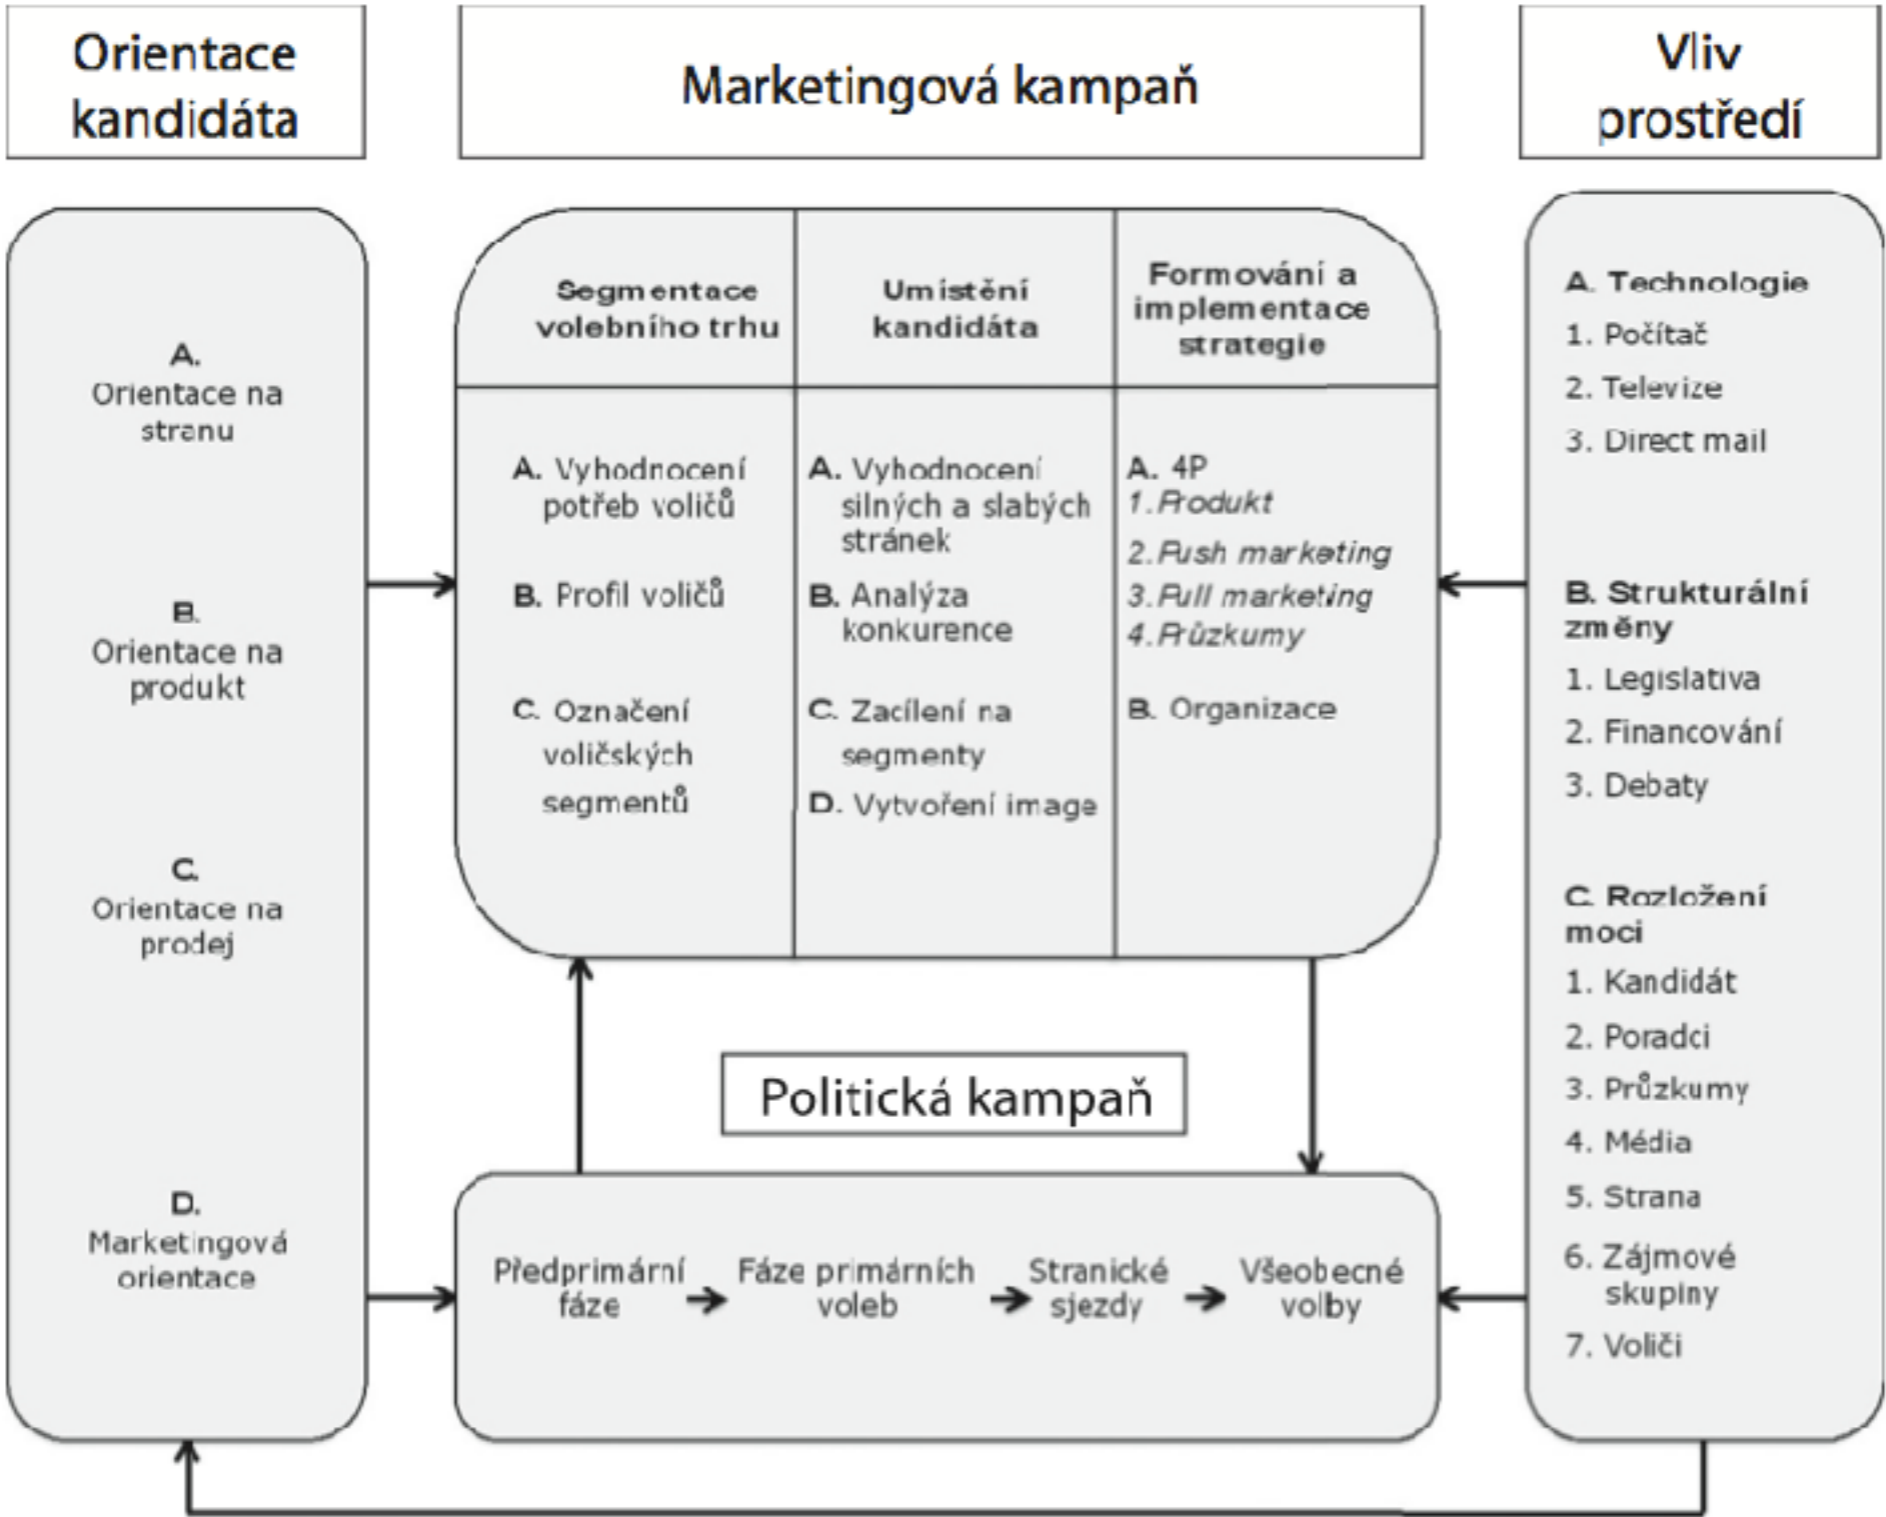 Orientace
kandidáta
Marketingová kampaň
Vliv
prostředí
A.
Orientace na
stranu
B.
Orientace na
produkt
C.
Orientace na
prodej
D.
Marketingová
orientace
Segmentace
volebního trhu
A. Vyhodnocení
potřeb voličů
B. Profil voličů
C. Označení
voličských
segmentů
Umístění
kandidáta
A. Vyhodnocení
silných a slabých
stránek
B. Analýza
konkurence
C. Zacílení na
segmenty
D. Vytvoření image
Formování a
implementace
strategie
A. 4P
1. Produkt
2. Push marketing
3. Pull marketing
4. Průzkumy
B. Organizace
Politická kampaň
Předprimární
fáze
Fáze primárních
voleb
Stranické
sjezdy
Všeobecné
volby
A. Technologie
1. Počítač
2. Televize
3. Direct mail
B. Strukturální
změny
1. Legislativa
2. Financování
3. Debaty
C. Rozložení
moci
1. Kandidát
2. Poradci
3. Průzkumy
4. Média
5. Strana
6. Zájmové
skupiny
7. Voliči